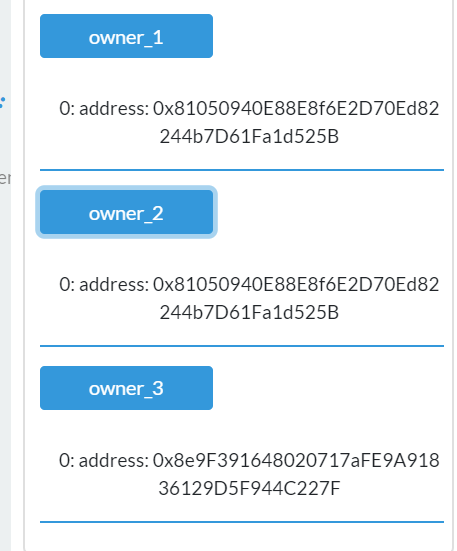 owner_1
0: address: 0x81050940E88E8f6E2D70Ed82
244b7D61Fa1d525B
owner_2
0: address: 0x81050940E88E8f6E2D70Ed82
244b7D61Fa1d525B
owner_3
0: address: 0x8e9F391648020717aFE9A918
36129D5F944C227F